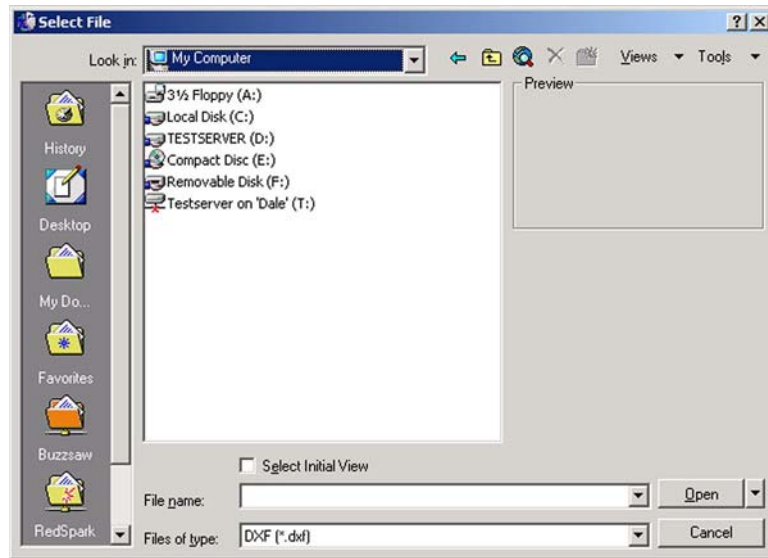 Select File
Look in: My Computer
Views Tools
History
Desktop
My Do...
Favorites
Buzzsaw
RedSpark
3½ Floppy (A:)
Local Disk (C:)
TESTSERVER (D:)
Compact Disc (E:)
Removable Disk (F:)
Testserver on 'Dale' (T:)
Preview
Select Initial View
File name:
Open
Files of type: DXF (*.dxf)
Cancel